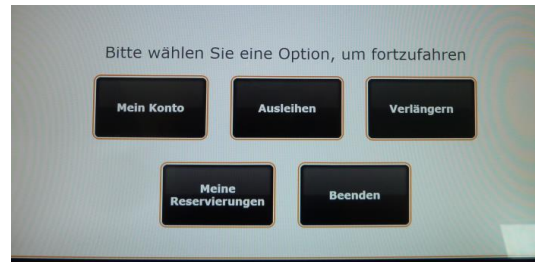 Bitte wählen Sie eine Option, um fortzufahren
Mein Konto
Ausleihen
Verlängern
Meine
Reservierungen
Beenden